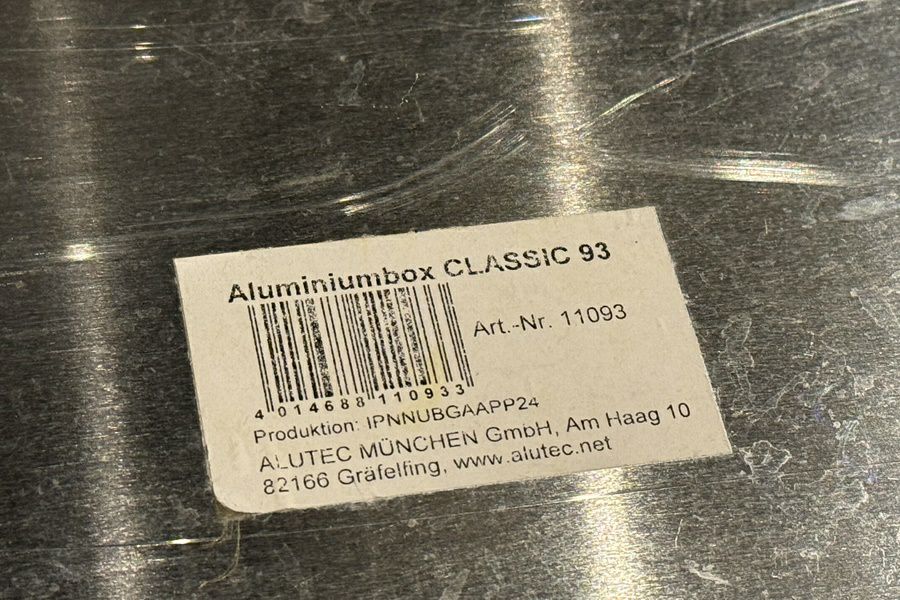 Aluminiumbox CLASSIC 93
Art.-Nr. 11093
4 014688 110933
Produktion: IPNNUBGAAPP24
ALUTEC MÜNCHEN GmbH, Am Haag 10
82166 Gräfelfing, www.alutec.net